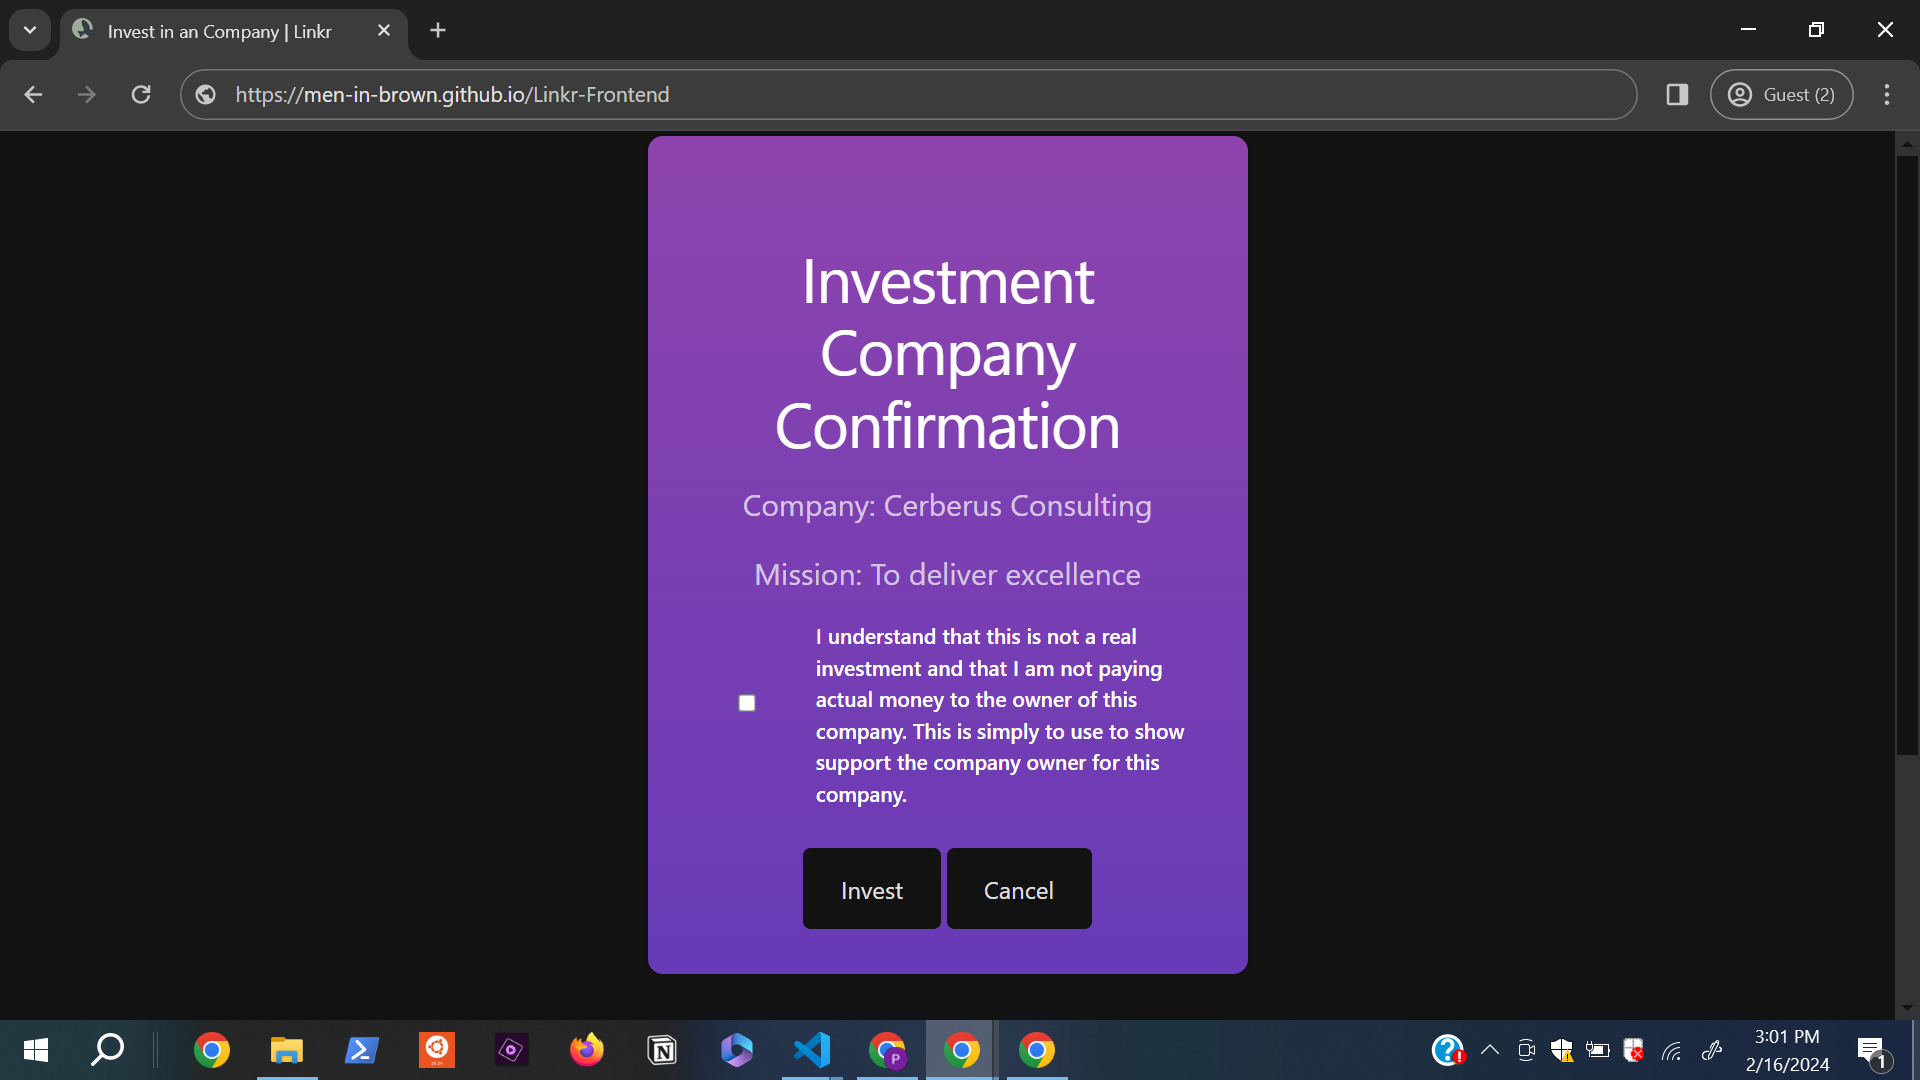 Invest in an Company | Linkr
https://men-in-brown.github.io/Linkr-Frontend
Guest (2)
Investment
Company
Confirmation
Company: Cerberus Consulting
Mission: To deliver excellence
I understand that this is not a real
investment and that I am not paying
actual money to the owner of this
company. This is simply to use to show
support the company owner for this
company.
Invest
Cancel
3:01 PM
2/16/2024
1